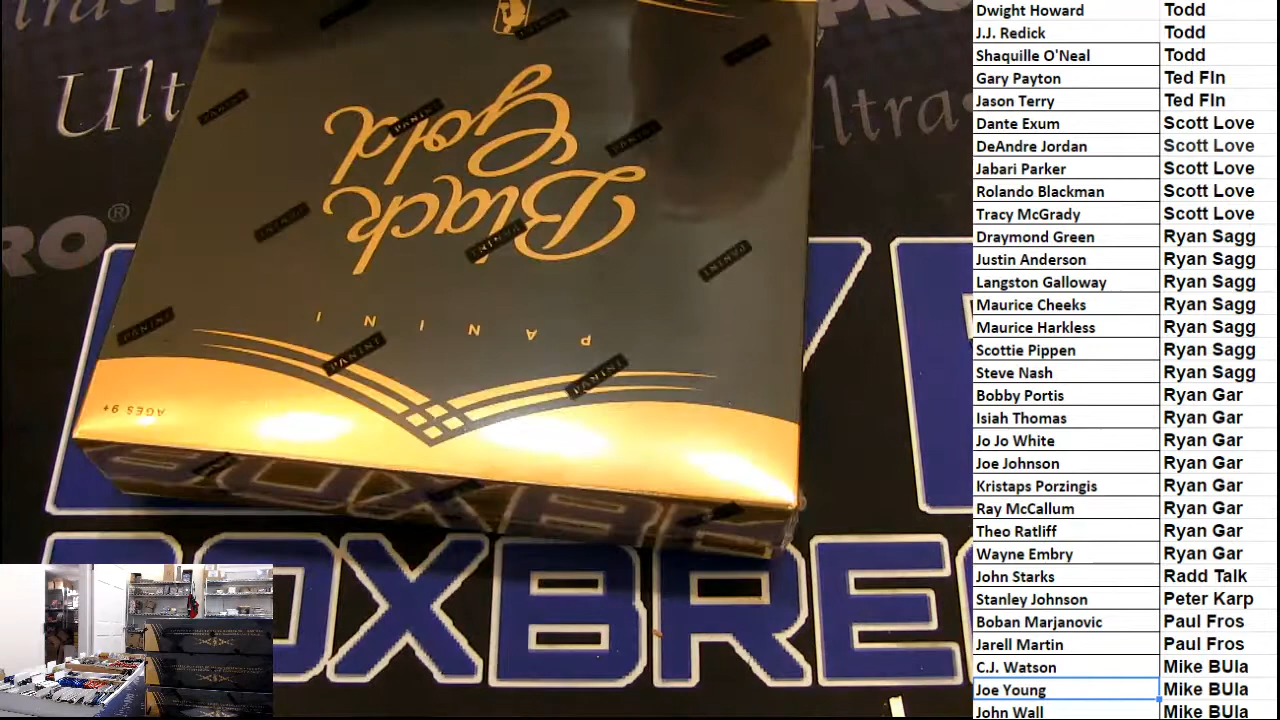 Ultra
PRO®
Ultra
PRO
Black
Gold
PANINI
AGES 9+
PANINI
PANINI
PANINI
PANINI
PANINI
PANINI
PANINI
PANINI
BOXBRE
Dwight Howard Todd
J.J. Redick Todd
Shaquille O'Neal Todd
Gary Payton Ted FIn
Jason Terry Ted FIn
Dante Exum Scott Love
DeAndre Jordan Scott Love
Jabari Parker Scott Love
Rolando Blackman Scott Love
Tracy McGrady Scott Love
Draymond Green Ryan Sagg
Justin Anderson Ryan Sagg
Langston Galloway Ryan Sagg
Maurice Cheeks Ryan Sagg
Maurice Harkless Ryan Sagg
Scottie Pippen Ryan Sagg
Steve Nash Ryan Sagg
Bobby Portis Ryan Gar
Isiah Thomas Ryan Gar
Jo Jo White Ryan Gar
Joe Johnson Ryan Gar
Kristaps Porzingis Ryan Gar
Ray McCallum Ryan Gar
Theo Ratliff Ryan Gar
Wayne Embry Ryan Gar
John Starks Radd Talk
Stanley Johnson Peter Karp
Boban Marjanovic Paul Fros
Jarell Martin Paul Fros
C.J. Watson Mike BUla
Joe Young Mike BUla
John Wall Mike BUla